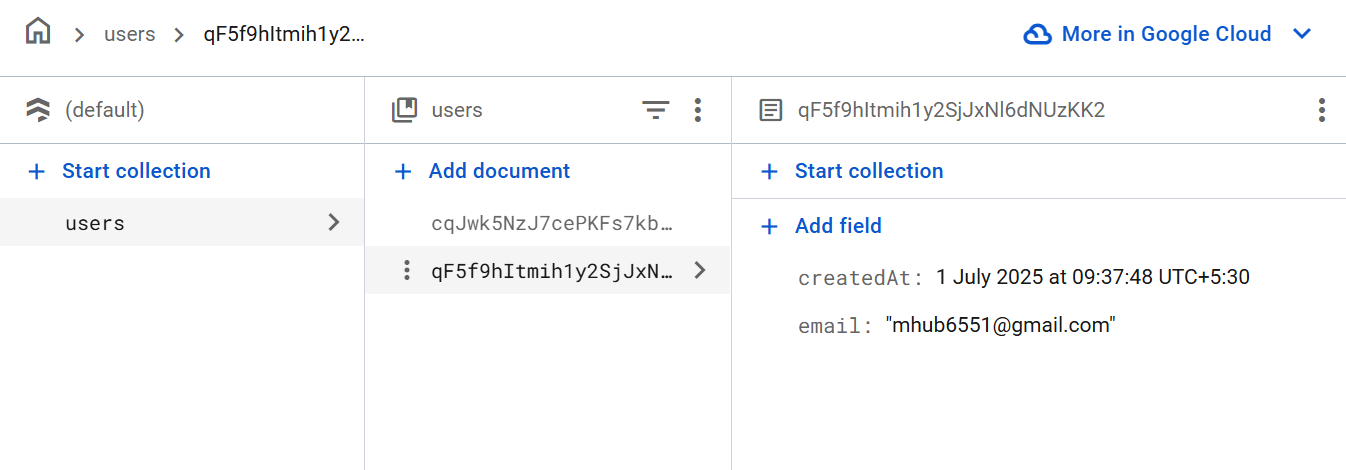 users
qF5f9hItmih1y2…
More in Google Cloud
(default)
users
qF5f9hItmih1y2SjJxNl6dNUzKK2
+ Start collection
+ Add document
+ Start collection
users
cqJwk5NzJ7cePKFs7kb…
+ Add field
qF5f9hItmih1y2SjJxN…
createdAt: 1 July 2025 at 09:37:48 UTC+5:30
email: "mhub6551@gmail.com"